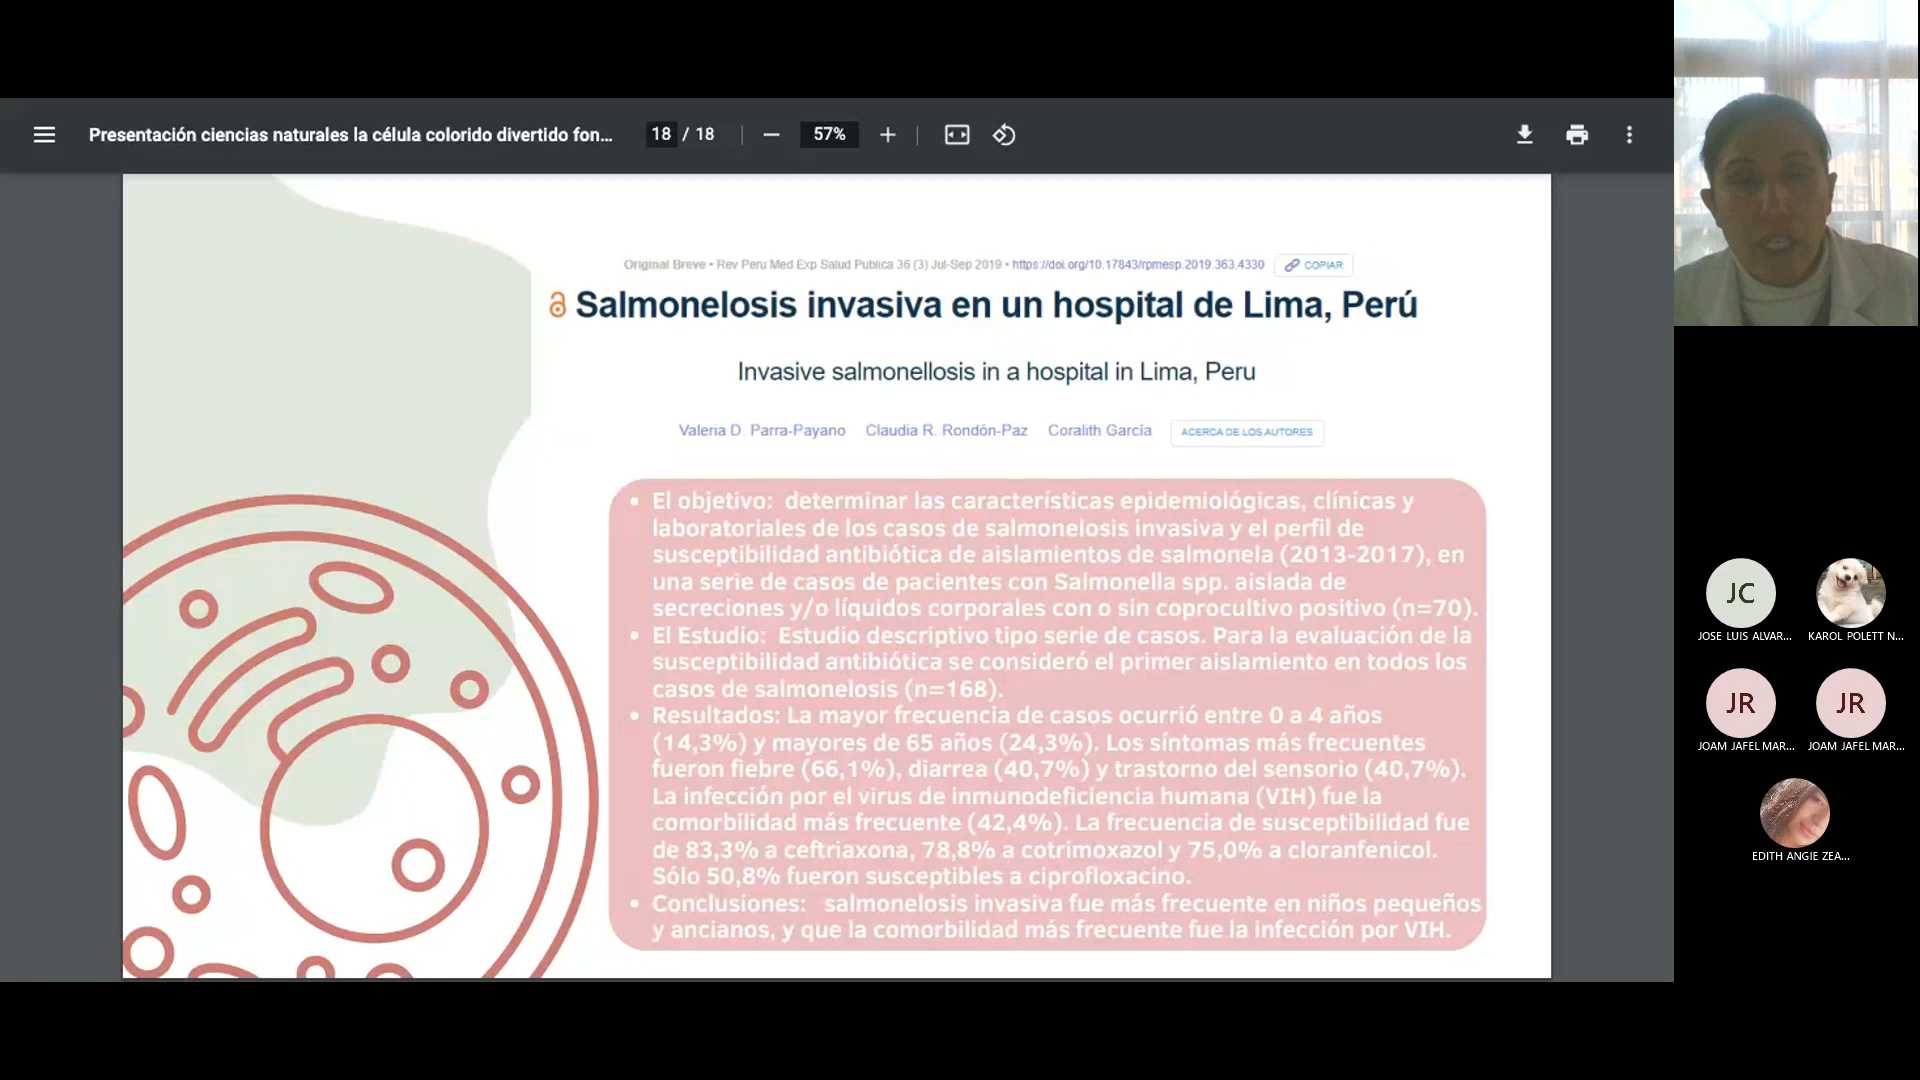 Presentación ciencias naturales la célula colorido divertido fon...
18 / 18
57%
Original Breve • Rev Peru Med Exp Salud Publica 36 (3) Jul-Sep 2019 • https://doi.org/10.17843/rpmesp.2019.363.4330
COPIAR
Salmonelosis invasiva en un hospital de Lima, Perú
Invasive salmonellosis in a hospital in Lima, Peru
Valeria D. Parra-Payano Claudia R. Rondón-Paz Coralith García
ACERCA DE LOS AUTORES
• El objetivo: determinar las características epidemiológicas, clínicas y
laboratoriales de los casos de salmonelosis invasiva y el perfil de
susceptibilidad antibiótica de aislamientos de salmonela (2013-2017), en
una serie de casos de pacientes con Salmonella spp. aislada de
secreciones y/o líquidos corporales con o sin coprocultivo positivo (n=70).
• El Estudio: Estudio descriptivo tipo serie de casos. Para la evaluación de la
susceptibilidad antibiótica se consideró el primer aislamiento en todos los
casos de salmonelosis (n=168).
• Resultados: La mayor frecuencia de casos ocurrió entre 0 a 4 años
(14,3%) y mayores de 65 años (24,3%). Los síntomas más frecuentes
fueron fiebre (66,1%), diarrea (40,7%) y trastorno del sensorio (40,7%).
La infección por el virus de inmunodeficiencia humana (VIH) fue la
comorbilidad más frecuente (42,4%). La frecuencia de susceptibilidad fue
de 83,3% a ceftriaxona, 78,8% a cotrimoxazol y 75,0% a cloranfenicol.
Sólo 50,8% fueron susceptibles a ciprofloxacino.
• Conclusiones: salmonelosis invasiva fue más frecuente en niños pequeños
y ancianos, y que la comorbilidad más frecuente fue la infección por VIH.
JC
JOSE LUIS ALVAR...
KAROL POLETT N...
JR
JR
JOAM JAFEL MAR...
JOAM JAFEL MAR...
EDITH ANGIE ZEA...